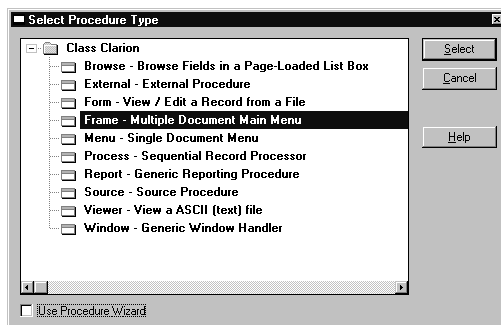 Select Procedure Type
Class Clarion
Browse - Browse Fields in a Page-Loaded List Box
External - External Procedure
Form - View / Edit a Record from a File
Frame - Multiple Document Main Menu
Menu - Single Document Menu
Process - Sequential Record Processor
Report - Generic Reporting Procedure
Source - Source Procedure
Viewer - View a ASCII (text) file
Window - Generic Window Handler
Select
Cancel
Help
Use Procedure Wizard